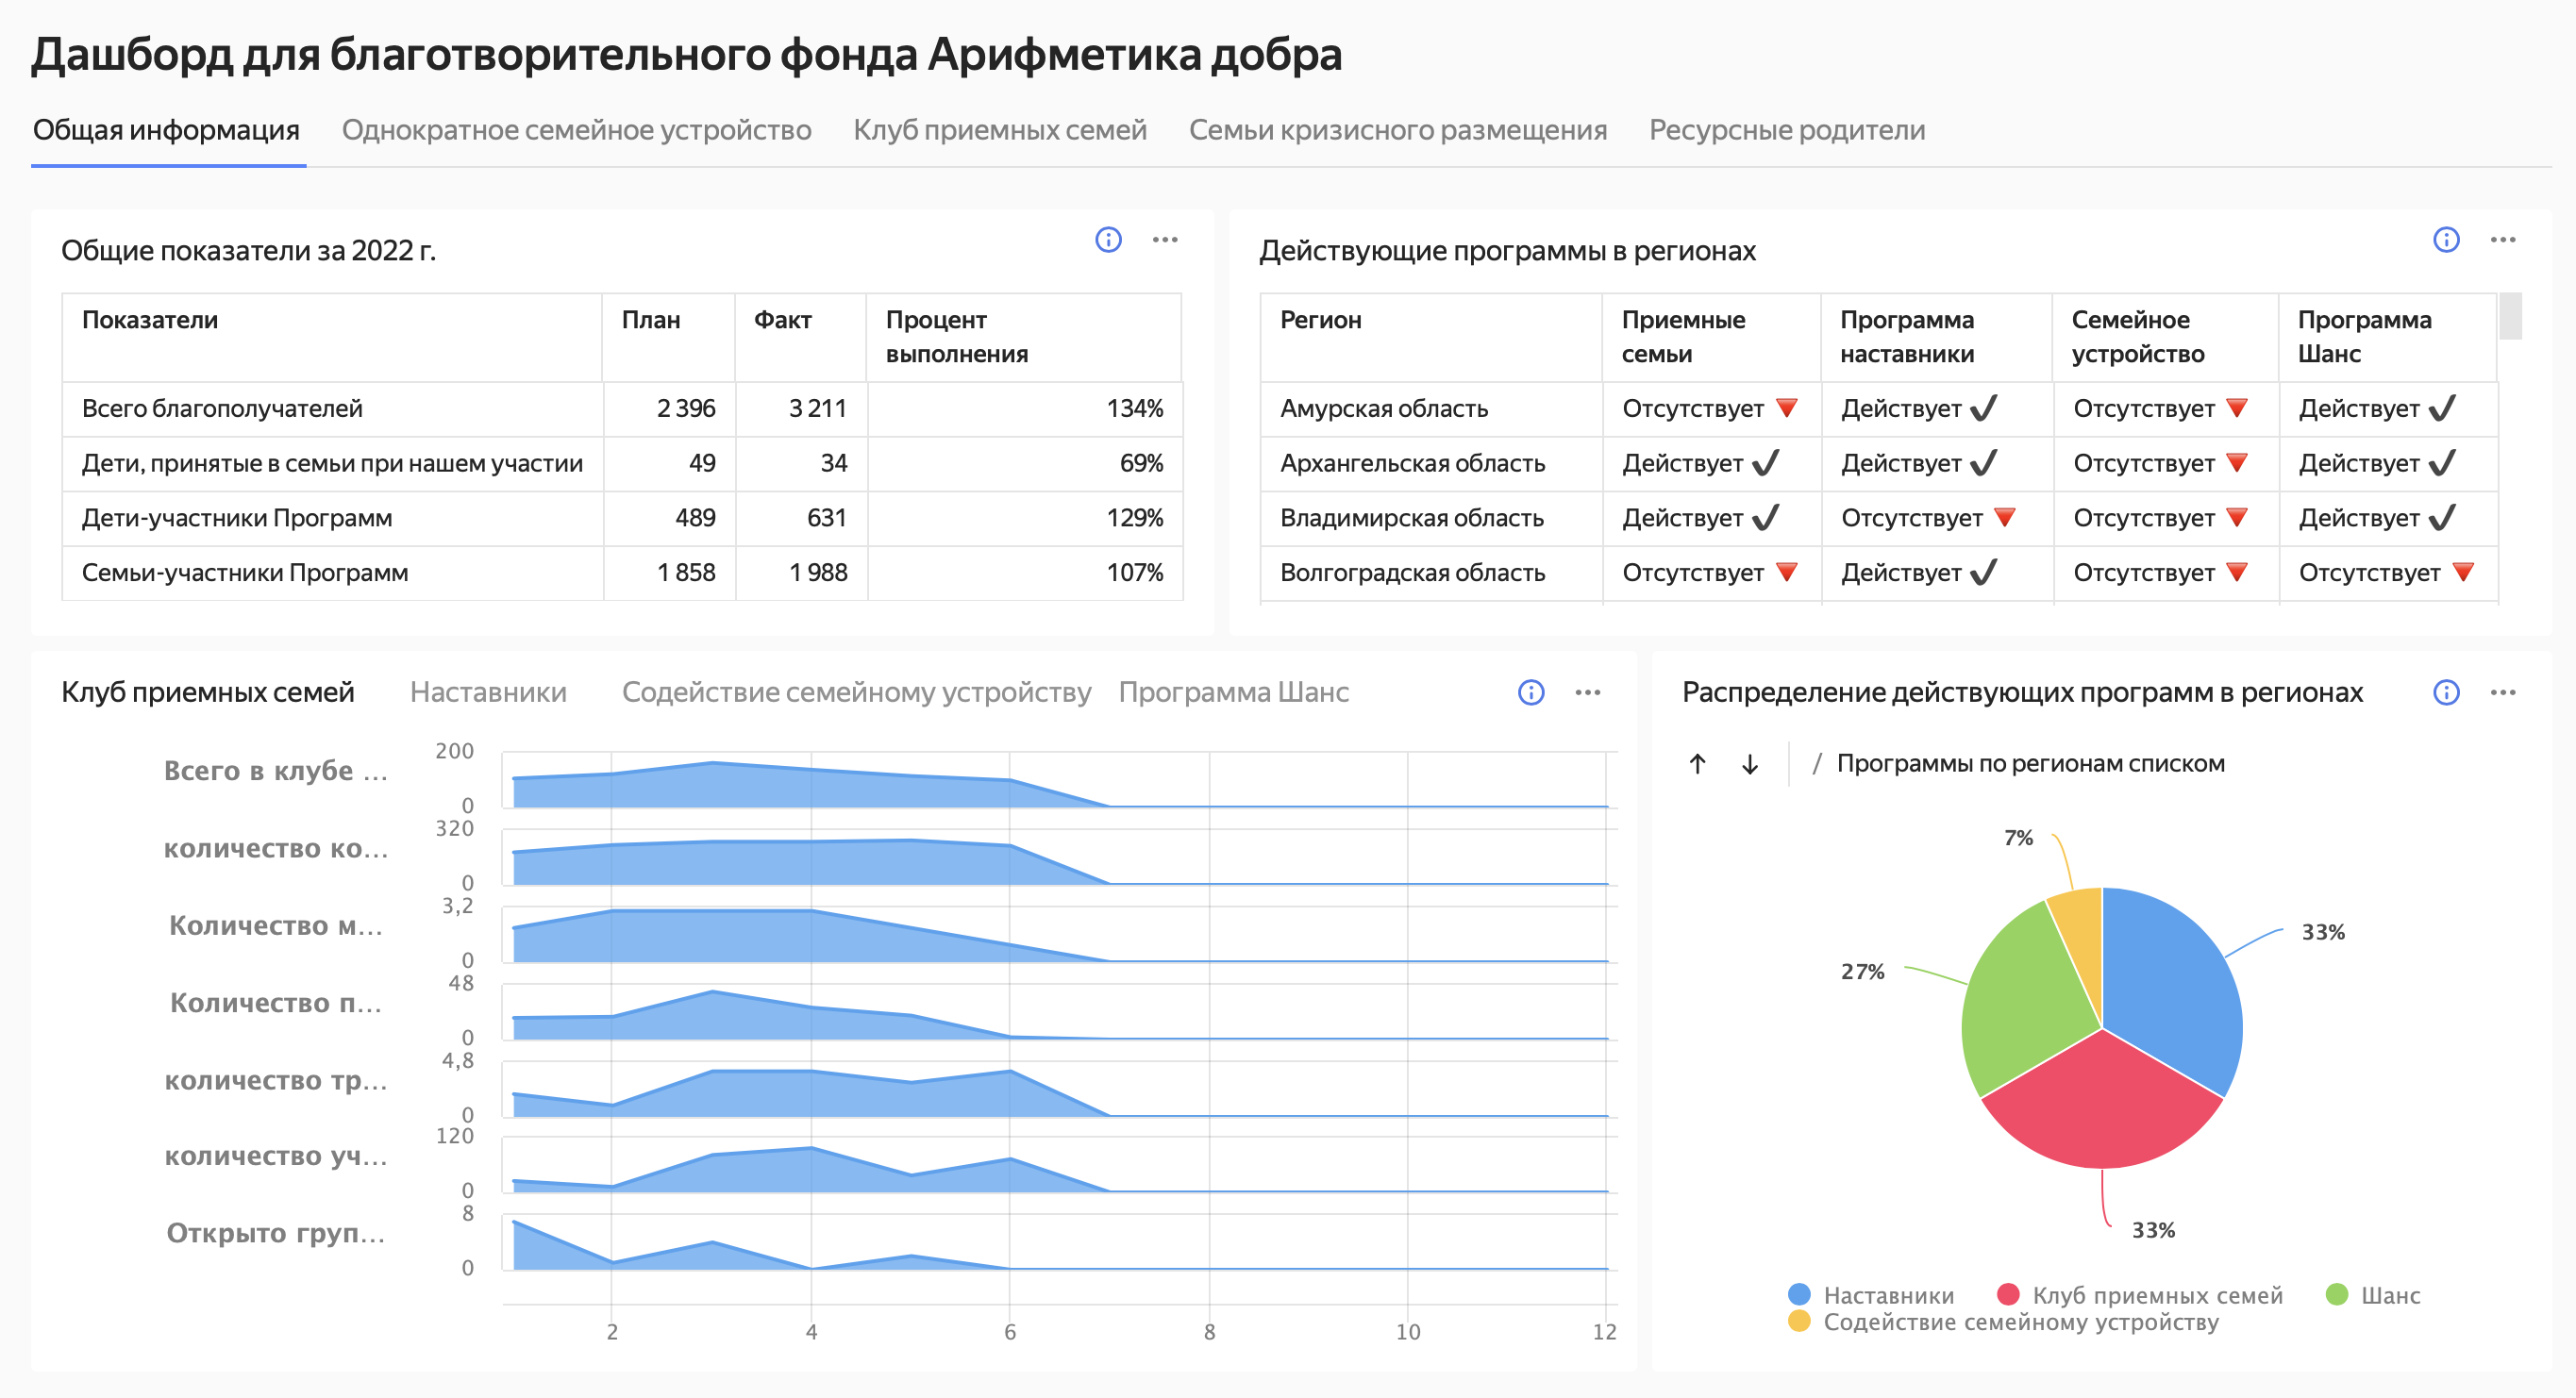 Дашборд для благотворительного фонда Арифметика добра
Общая информация Однократное семейное устройство Клуб приемных семей Семьи кризисного размещения Ресурсные родители
Общие показатели за 2022 г.
Показатели План Факт Процент выполнения
Всего благополучателей 2 396 3 211 134%
Дети, принятые в семьи при нашем участии 49 34 69%
Дети-участники Программ 489 631 129%
Семьи-участники Программ 1 858 1 988 107%
Действующие программы в регионах
Регион Приемные семьи Программа наставники Семейное устройство Программа Шанс
Амурская область Отсутствует Действует Отсутствует Действует
Архангельская область Действует Действует Отсутствует Действует
Владимирская область Действует Отсутствует Отсутствует Действует
Волгоградская область Отсутствует Действует Отсутствует Отсутствует
Клуб приемных семей Наставники Содействие семейному устройству Программа Шанс
Всего в клубе ... 200 0
количество ко... 320 0
Количество м... 3,2 0
Количество п... 48 0
количество тр... 4,8 0
количество уч... 120 0
Открыто груп... 8 0
2 4 6 8 10 12
Распределение действующих программ в регионах
/ Программы по регионам списком
7%
33%
27%
33%
Наставники Клуб приемных семей Шанс
Содействие семейному устройству